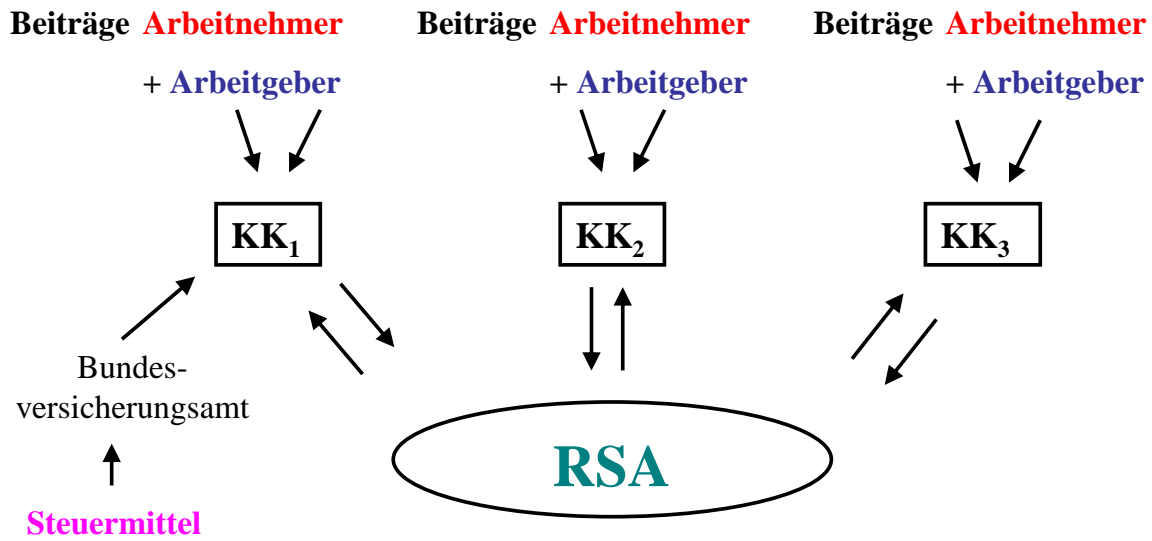 Beiträge Arbeitnehmer
+ Arbeitgeber
Beiträge Arbeitnehmer
+ Arbeitgeber
Beiträge Arbeitnehmer
+ Arbeitgeber
KK₁
KK₂
KK₃
Bundes-
versicherungsamt
RSA
Steuermittel